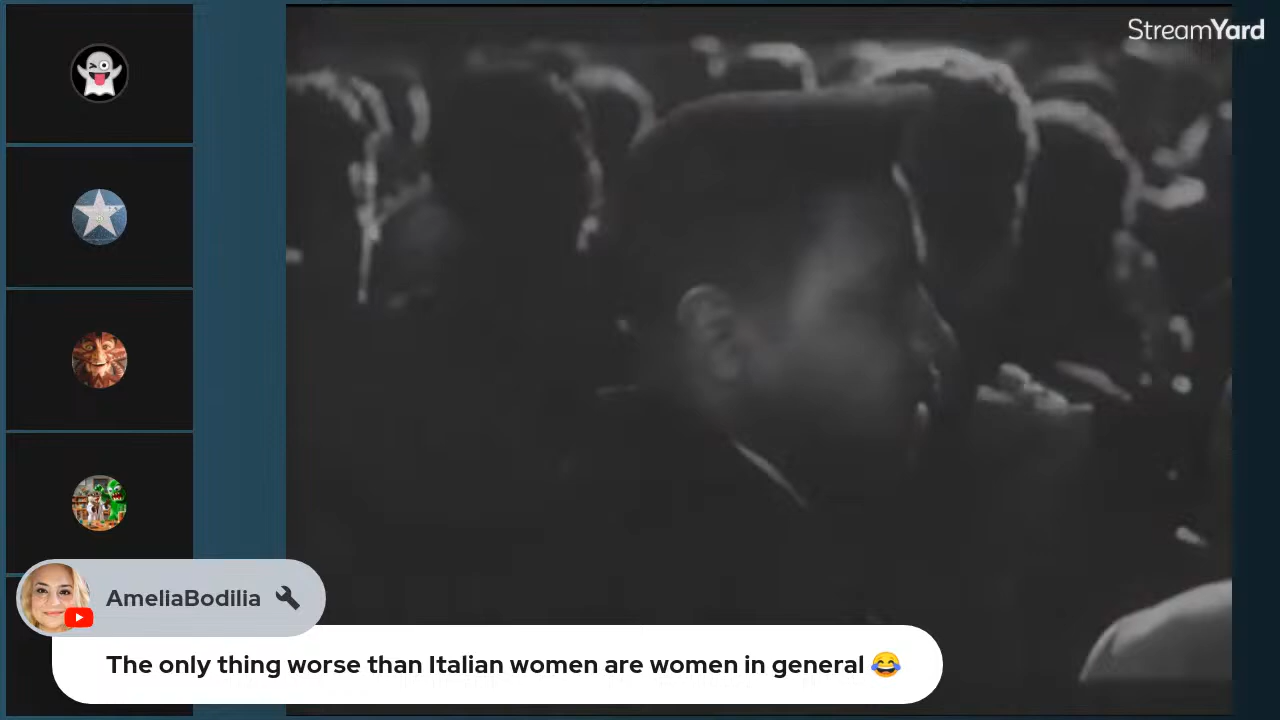 StreamYard
AmeliaBodilia
The only thing worse than Italian women are women in general 😂